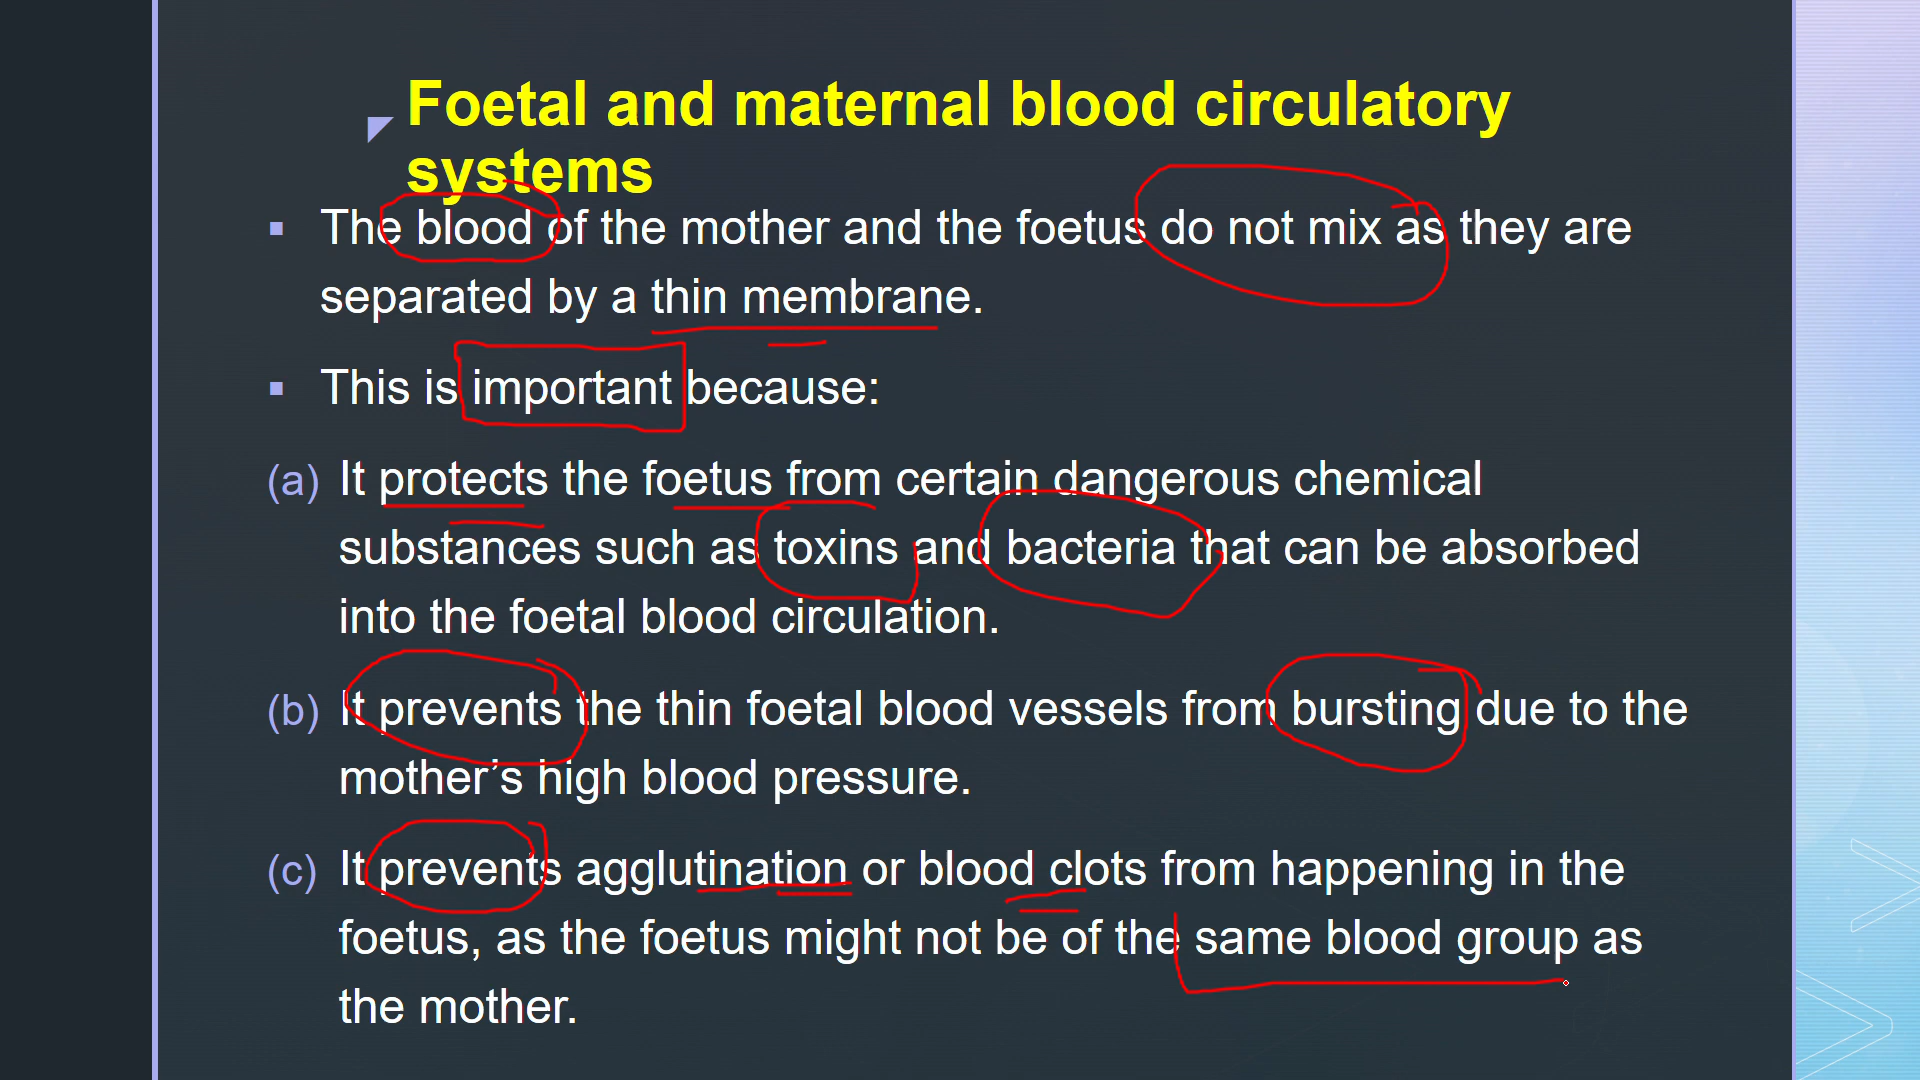 Foetal and maternal blood circulatory
systems
The blood of the mother and the foetus do not mix as they are
separated by a thin membrane.
This is important because:
(a) It protects the foetus from certain dangerous chemical
substances such as toxins and bacteria that can be absorbed
into the foetal blood circulation.
(b) It prevents the thin foetal blood vessels from bursting due to the
mother’s high blood pressure.
(c) It prevents agglutination or blood clots from happening in the
foetus, as the foetus might not be of the same blood group as
the mother.